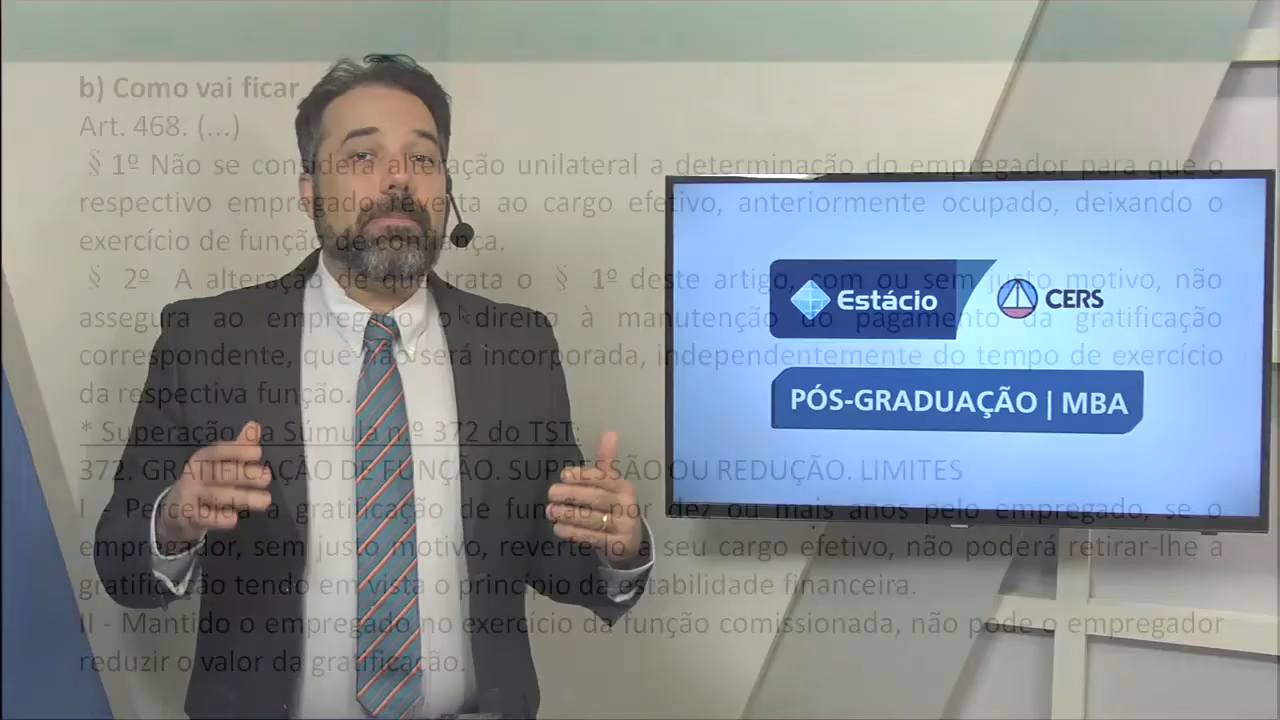 b) Como vai ficar
Art. 468. (...)
§ 1º Não se considera alteração unilateral a determinação do empregador para que o
respectivo empregado reverta ao cargo efetivo, anteriormente ocupado, deixando o
exercício de função de confiança.
§ 2º A alteração de que trata o § 1º deste artigo, com ou sem justo motivo, não
assegura ao empregado o direito à manutenção do pagamento da gratificação
correspondente, que não será incorporada, independentemente do tempo de exercício
da respectiva função.
* Superação da Súmula nº 372 do TST:
372. GRATIFICAÇÃO DE FUNÇÃO. SUPRESSÃO OU REDUÇÃO. LIMITES
I - Percebida a gratificação de função por dez ou mais anos pelo empregado, se o
empregador, sem justo motivo, revertê-lo a seu cargo efetivo, não poderá retirar-lhe a
gratificação tendo em vista o princípio da estabilidade financeira.
II - Mantido o empregado no exercício da função comissionada, não pode o empregador
reduzir o valor da gratificação.
Estácio
CERS
PÓS-GRADUAÇÃO | MBA